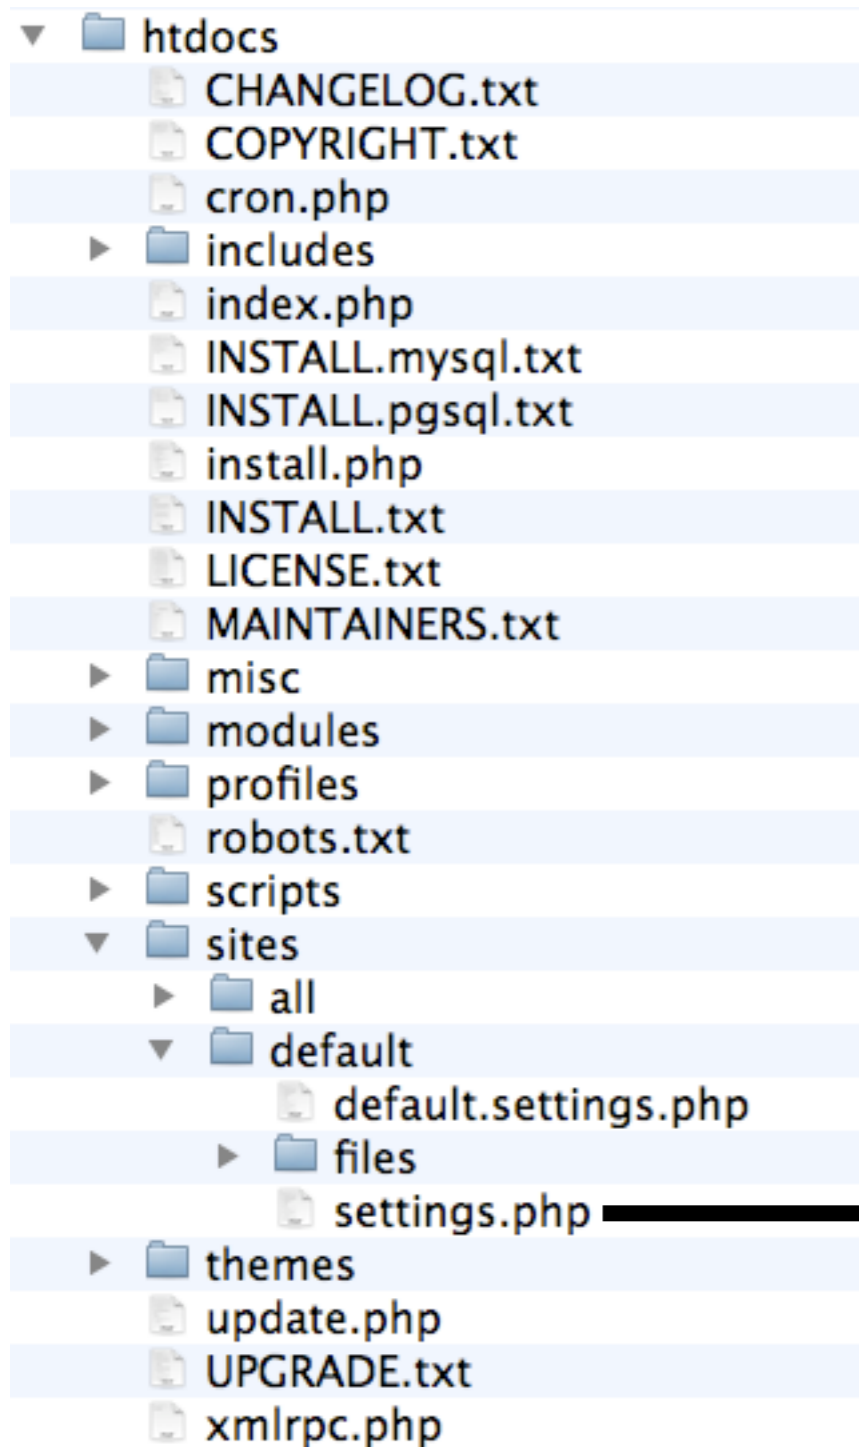 htdocs
CHANGELOG.txt
COPYRIGHT.txt
cron.php
includes
index.php
INSTALL.mysql.txt
INSTALL.pgsql.txt
install.php
INSTALL.txt
LICENSE.txt
MAINTAINERS.txt
misc
modules
profiles
robots.txt
scripts
sites
all
default
default.settings.php
files
settings.php
themes
update.php
UPGRADE.txt
xmlrpc.php